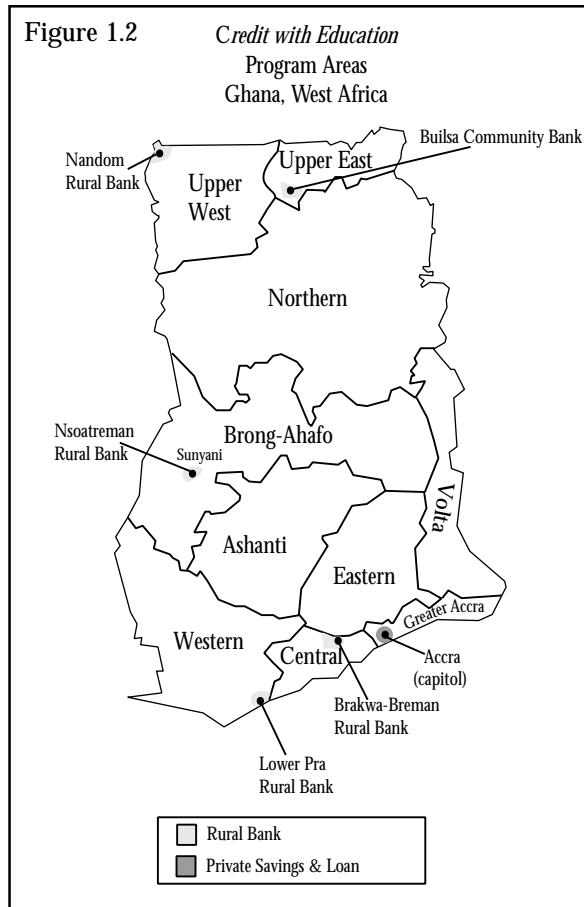 Figure 1.2
Credit with Education
Program Areas
Ghana, West Africa
Builsa Community Bank
Nandom
Rural Bank
Upper East
Upper
West
Northern
Nsoatreman
Rural Bank
Brong-Ahafo
Sunyani
Volta
Ashanti
Eastern
Greater Accra
Western
Central
Accra
(capitol)
Brakwa-Breman
Rural Bank
Lower Pra
Rural Bank
Rural Bank
Private Savings & Loan